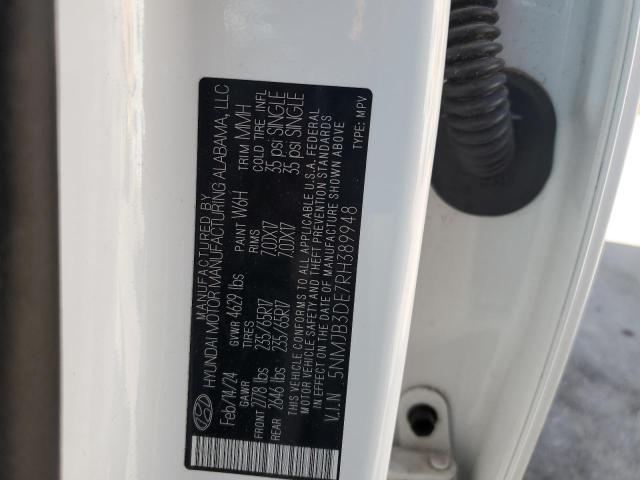 MANUFACTURED BY
HYUNDAI MOTOR MANUFACTURING ALABAMA, LLC
Feb/14/24 GVWR 4629 lbs PAINT W6H TRIM MMH
GAWR TIRES RIMS COLD TIRE INFL
FRONT 2778 lbs 235/65R17 7.0JX17 35 psi SINGLE
REAR 2646 lbs 235/65R17 7.0JX17 35 psi SINGLE
THIS VEHICLE CONFORMS TO ALL APPLICABLE U.S.A. FEDERAL
MOTOR VEHICLE SAFETY AND THEFT PREVENTION STANDARDS
IN EFFECT ON THE DATE OF MANUFACTURE SHOWN ABOVE
V.I.N 5NMJB3DE7RH389948 TYPE: MPV